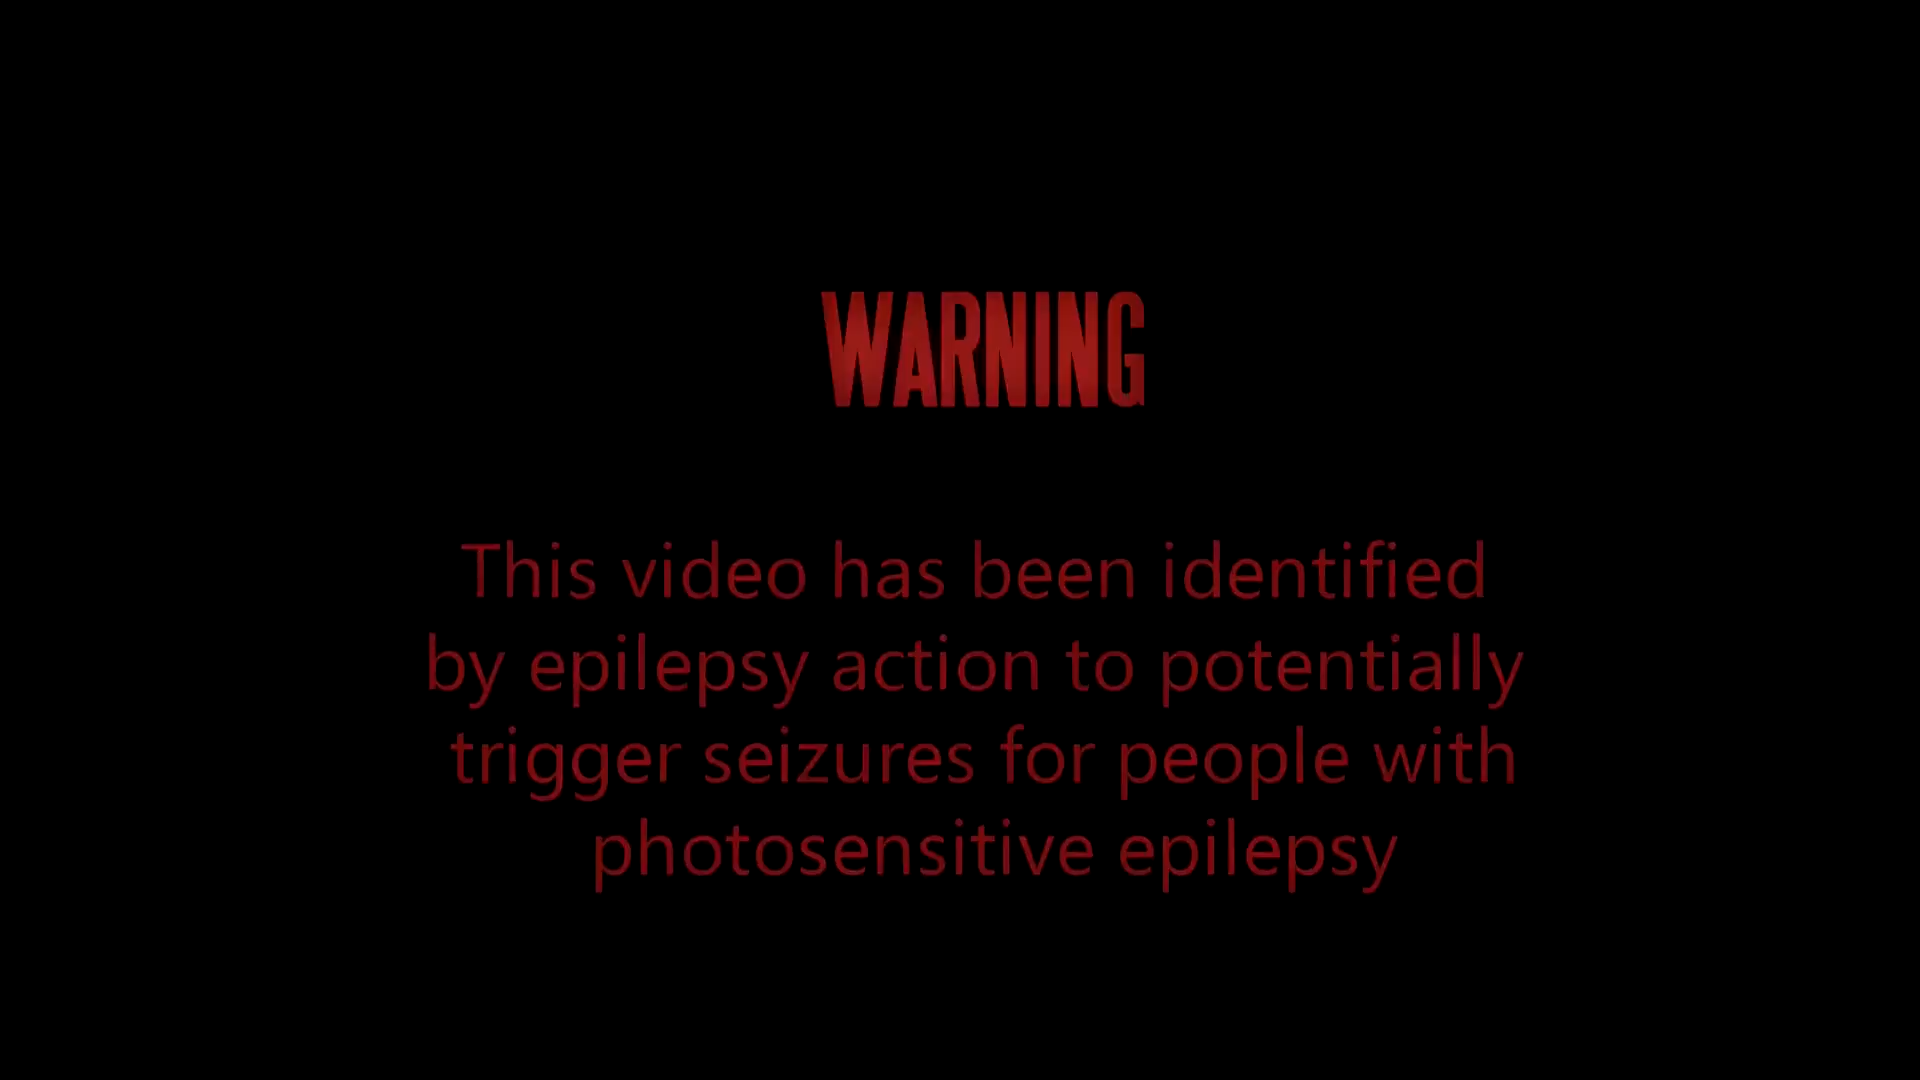 WARNING
This video has been identified
by epilepsy action to potentially
trigger seizures for people with
photosensitive epilepsy